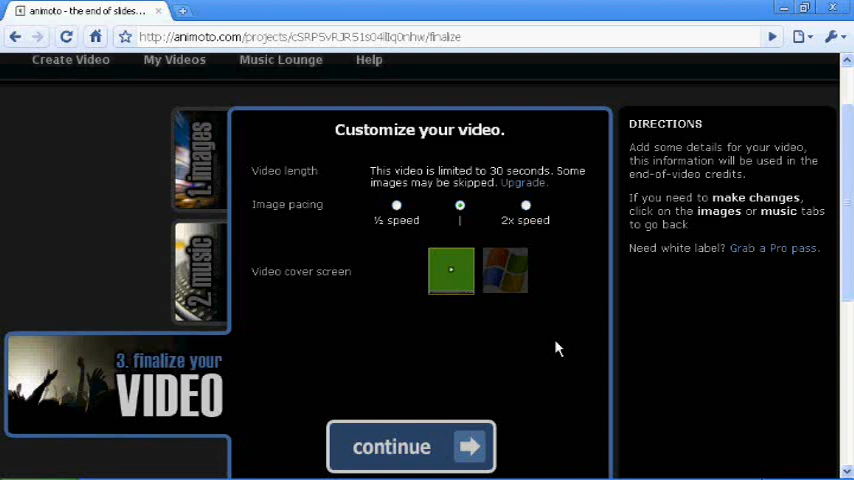 animoto - the end of slides...
http://animoto.com/projects/cSRPSvRJR51s04lIq0nhw/finalize
Create Video My Videos Music Lounge Help
1. images
2. music
3. finalize your
VIDEO
Customize your video.
Video length
This video is limited to 30 seconds. Some
images may be skipped. Upgrade.
Image pacing
½ speed | 2x speed
Video cover screen
continue
DIRECTIONS
Add some details for your video,
this information will be used in the
end-of-video credits.
If you need to make changes,
click on the images or music tabs
to go back
Need white label? Grab a Pro pass.